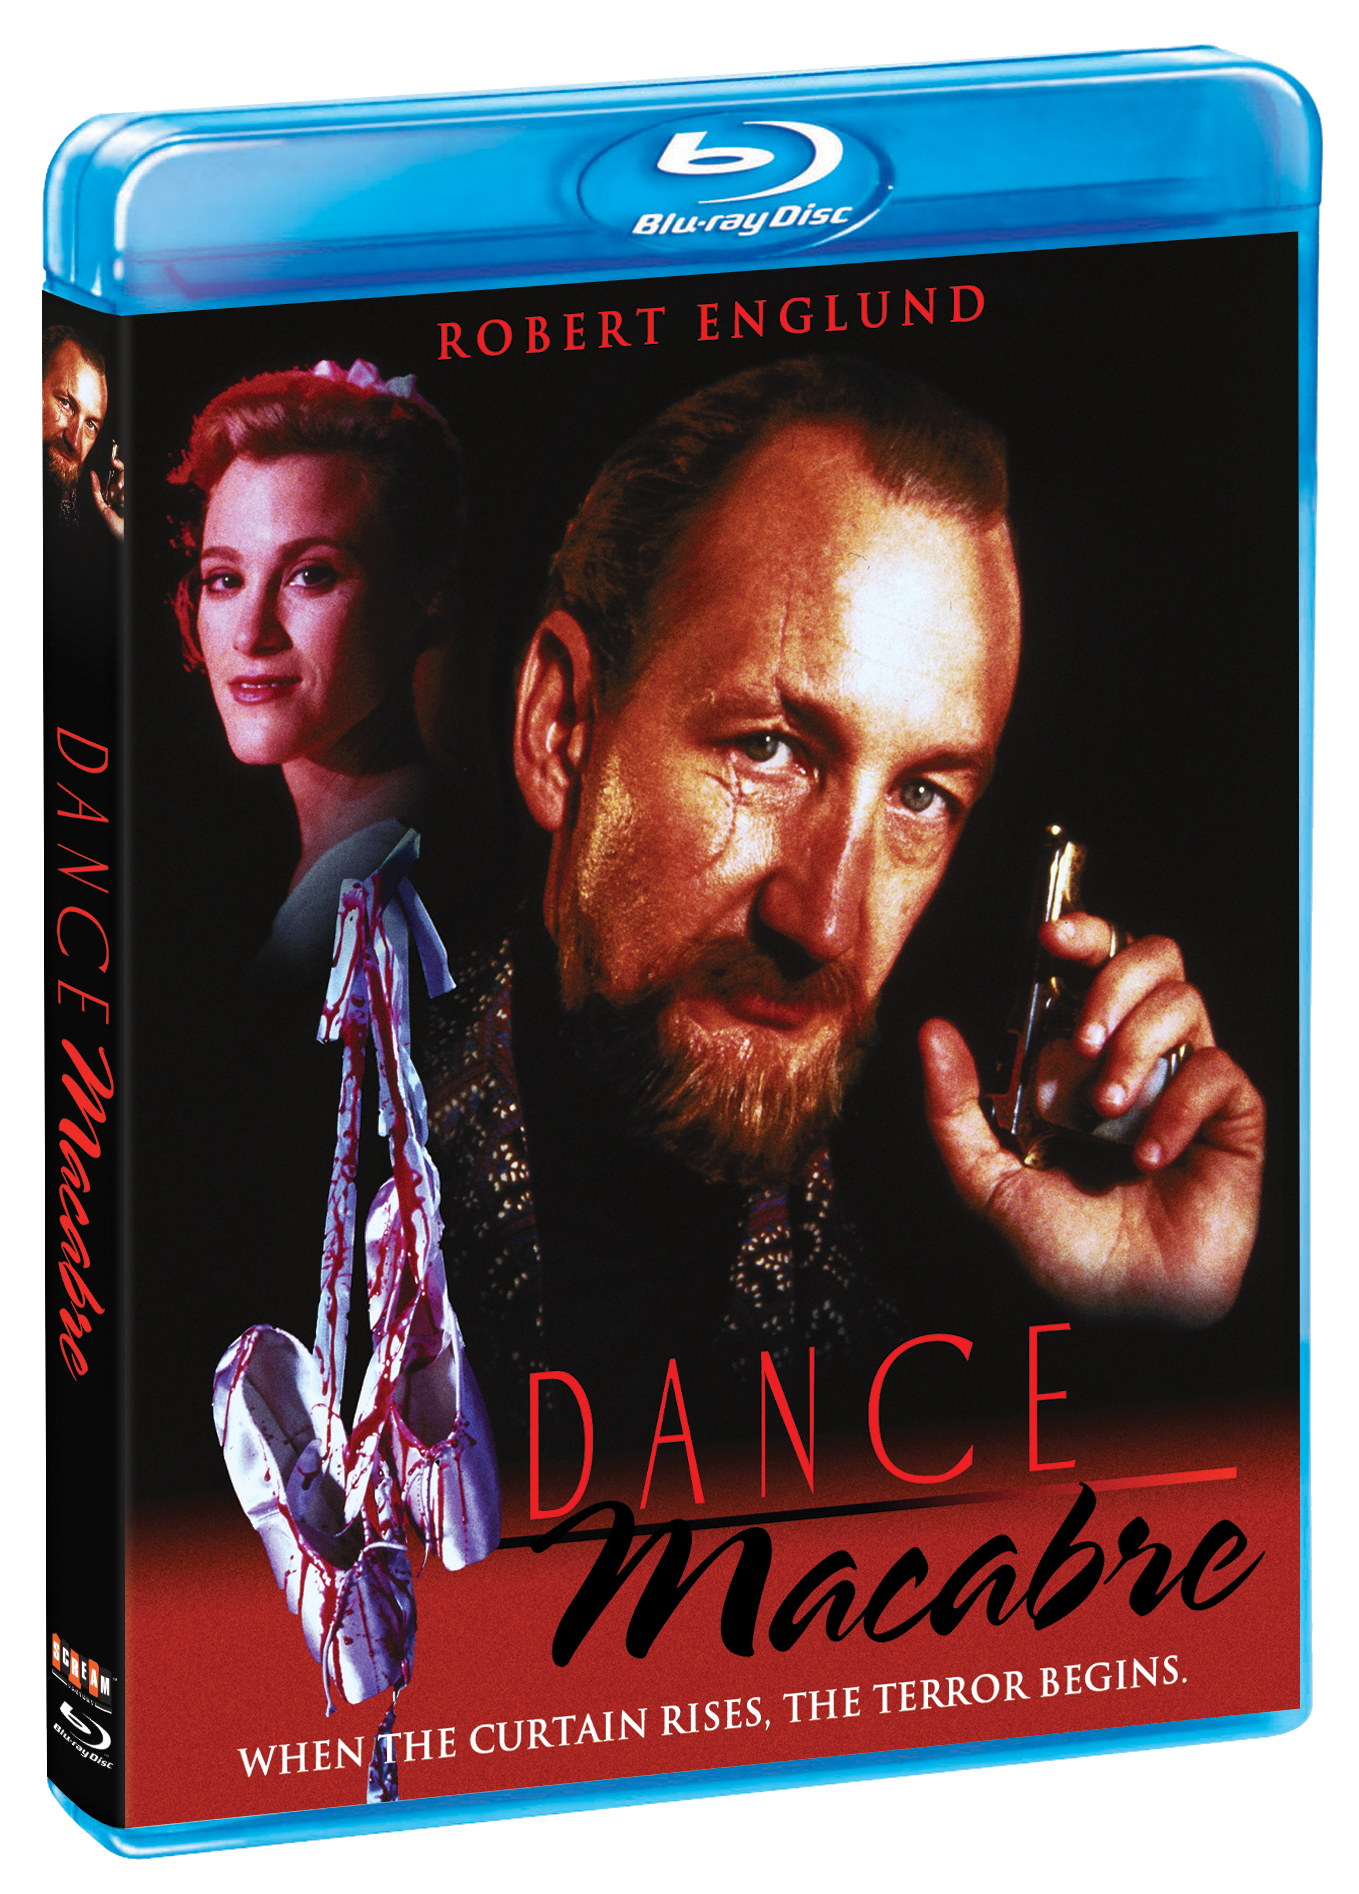 Blu-ray Disc
ROBERT ENGLUND
DANCE
Macabre
WHEN THE CURTAIN RISES, THE TERROR BEGINS.
DANCE Macabre
SCREAM
FACTORY
Blu-ray Disc